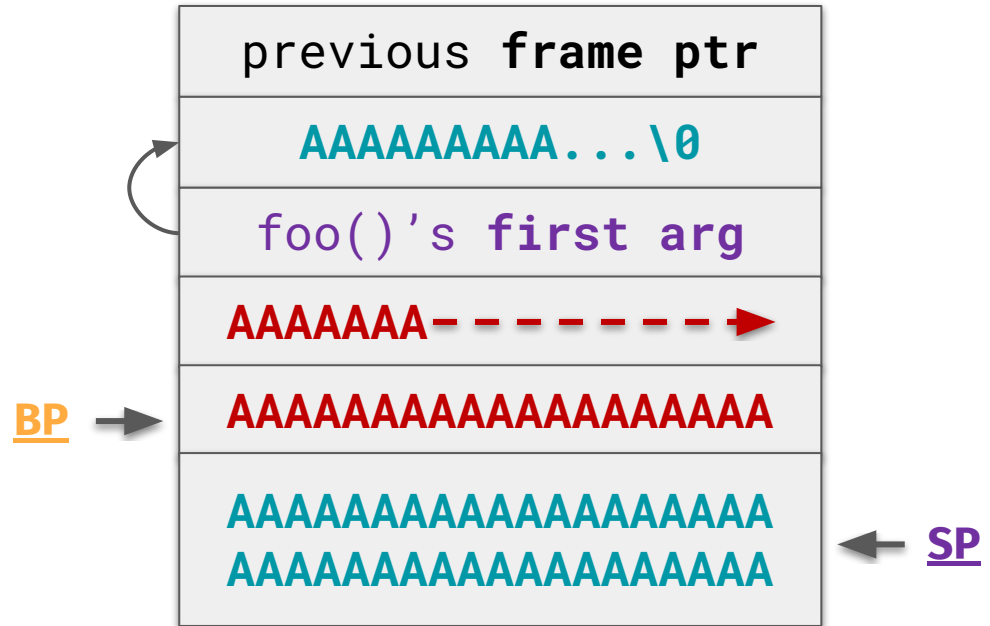 previous frame ptr
AAAAAAAAA...\0
foo()’s first arg
AAAAAAA
BP
AAAAAAAAAAAAAAAAAAA
AAAAAAAAAAAAAAAAAAA
SP
AAAAAAAAAAAAAAAAAAA